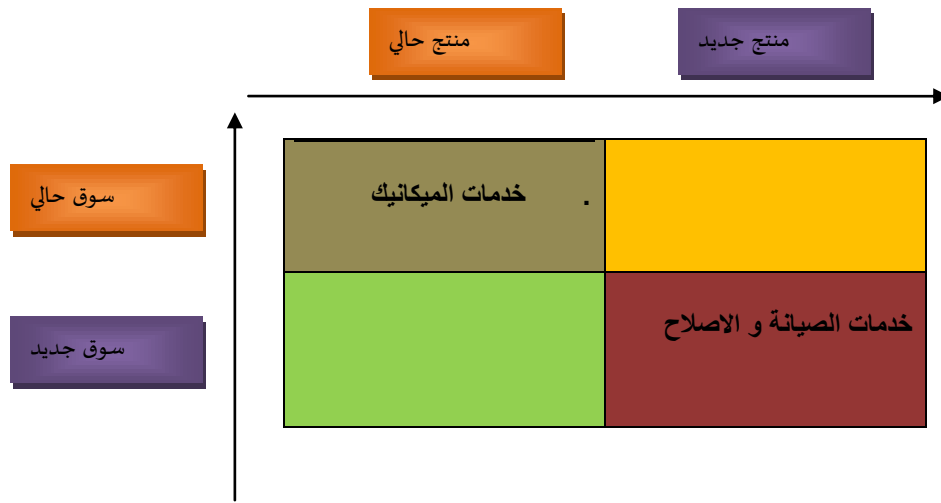 منتج حالي
منتج جديد
سوق حالي
. خدمات الميكانيك
سوق جديد
خدمات الصيانة و الاصلاح